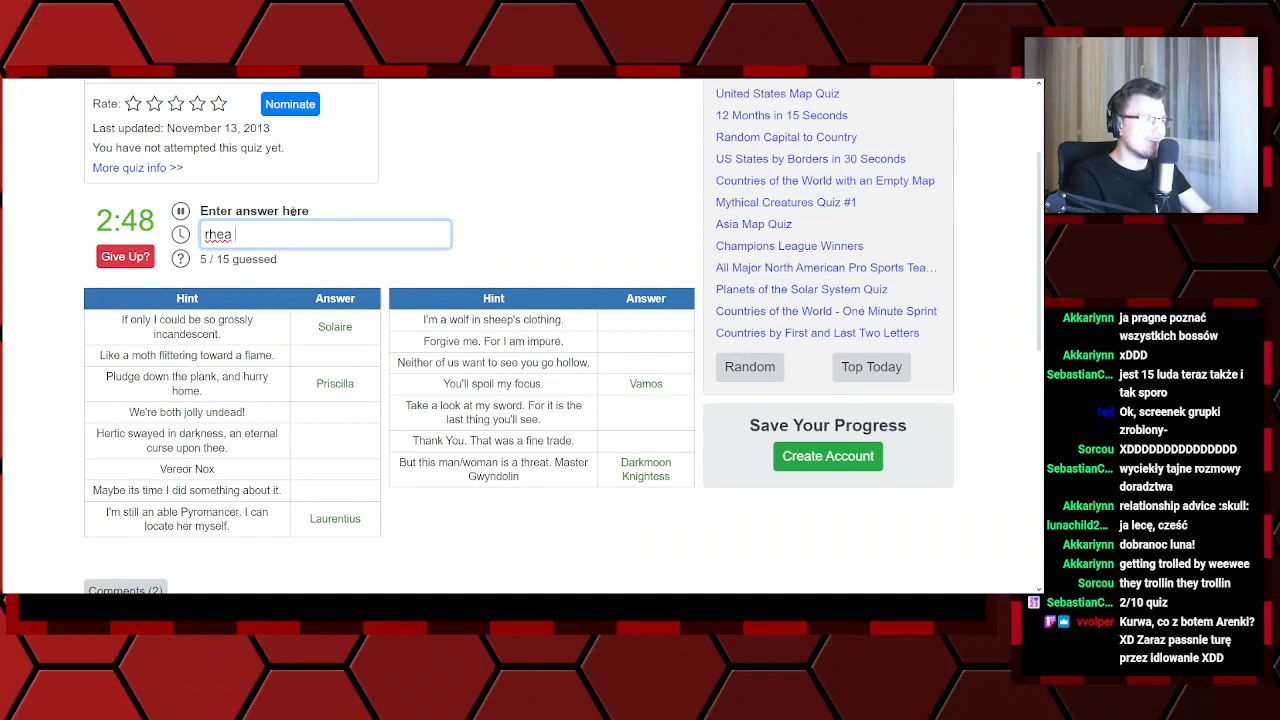 Rate:
Nominate
Last updated: November 13, 2013
You have not attempted this quiz yet.
More quiz info >>
2:48
Give Up?
Enter answer here
rhea
5 / 15 guessed
Hint Answer
If only I could be so grossly
incandescent.
Solaire
Like a moth flittering toward a flame.
Pludge down the plank, and hurry
home.
Priscilla
We're both jolly undead!
Hertic swayed in darkness, an eternal
curse upon thee.
Vereor Nox
Maybe its time I did something about it.
I'm still an able Pyromancer. I can
locate her myself.
Laurentius
Hint Answer
I'm a wolf in sheep's clothing.
Forgive me. For I am impure.
Neither of us want to see you go hollow.
You'll spoil my focus.
Vamos
Take a look at my sword. For it is the
last thing you'll see.
Thank You. That was a fine trade.
But this man/woman is a threat. Master
Gwyndolin
Darkmoon
Knightess
Comments (2)
United States Map Quiz
12 Months in 15 Seconds
Random Capital to Country
US States by Borders in 30 Seconds
Countries of the World with an Empty Map
Mythical Creatures Quiz #1
Asia Map Quiz
Champions League Winners
All Major North American Pro Sports Tea…
Planets of the Solar System Quiz
Countries of the World - One Minute Sprint
Countries by First and Last Two Letters
Random
Top Today
Save Your Progress
Create Account
Akkariynn ja pragne poznać
wszystkich bossów
Akkariynn xDDD
SebastianC... jest 15 luda teraz także i
tak sporo
tejt Ok, screenek grupki
zrobiony-
Sorcou XDDDDDDDDDDDDDDD
SebastianC... wyciekły tajne rozmowy
doradztwa
Akkariynn relationship advice :skull:
lunachild2... ja lecę, cześć
Akkariynn dobranoc luna!
Akkariynn getting trolled by weewee
Sorcou they trollin they trollin
SebastianC... 2/10 quiz
vvolper Kurwa, co z botem Arenki?
XD Zaraz passnie turę
przez idlowanie XDD